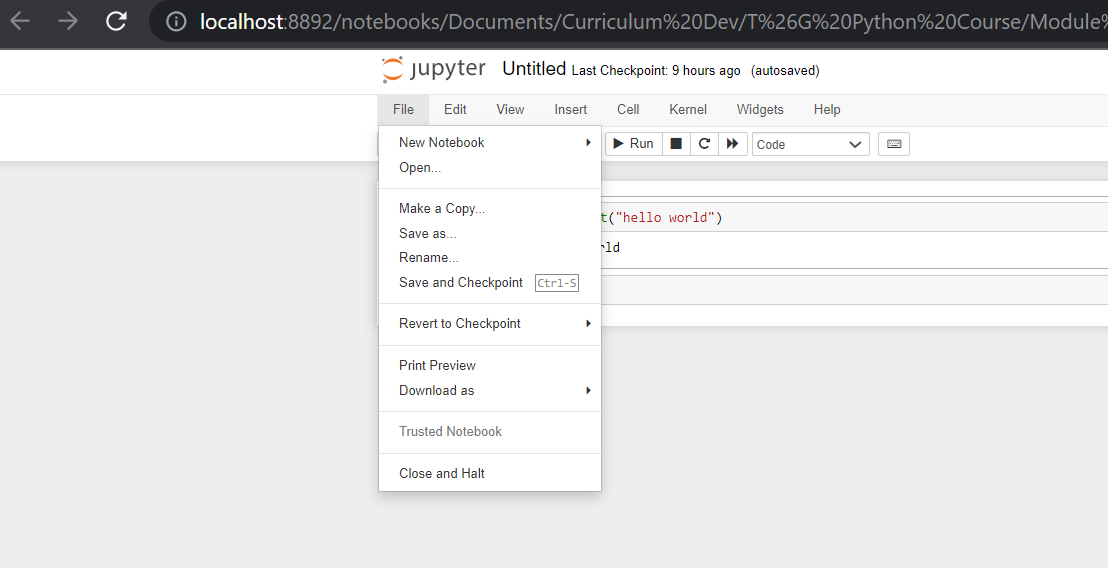 localhost:8892/notebooks/Documents/Curriculum%20Dev/T%26G%20Python%20Course/Module%
jupyter Untitled Last Checkpoint: 9 hours ago (autosaved)
File Edit View Insert Cell Kernel Widgets Help
Run Code
New Notebook
Open...
t("hello world")
Make a Copy...
Save as...
rld
Rename...
Save and Checkpoint Ctrl-S
Revert to Checkpoint
Print Preview
Download as
Trusted Notebook
Close and Halt